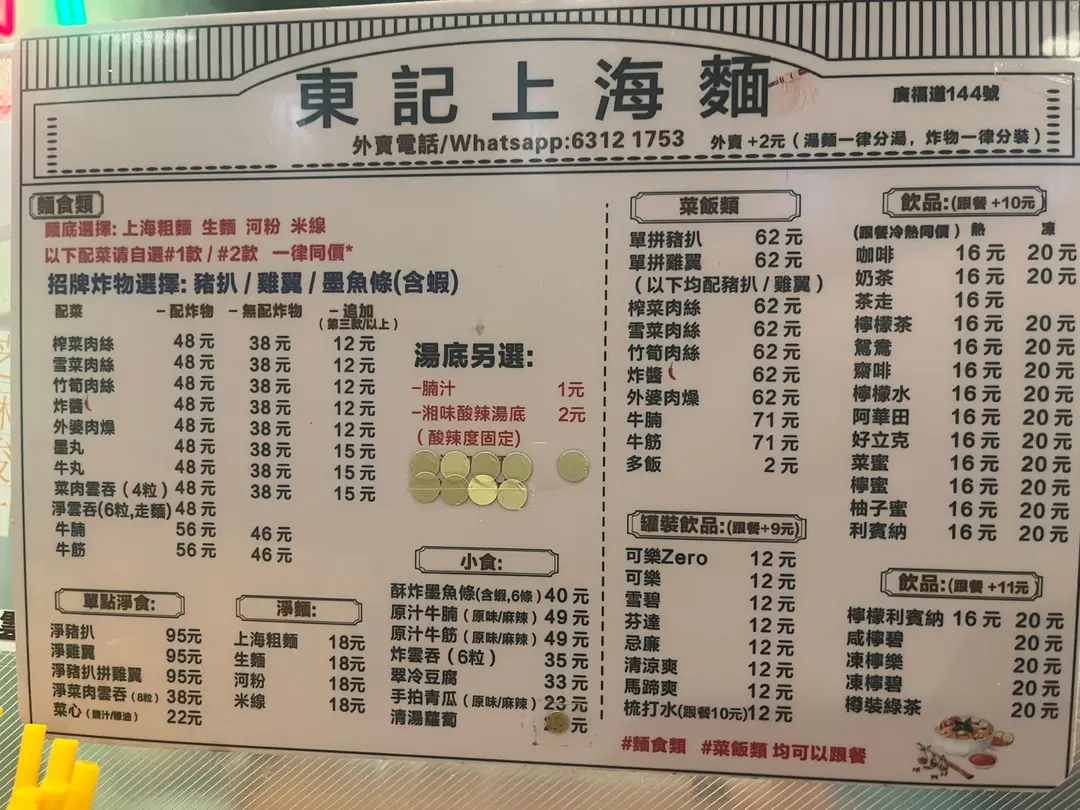 東記上海麵
廣福道144號
外賣電話/Whatsapp:6312 1753
外賣 +2元（湯麵一律分湯，炸物一律分裝）
麵食類
麵底選擇: 上海粗麵 生麵 河粉 米線
以下配菜请自選#1款 / #2款 一律同價*
招牌炸物選擇: 豬扒 / 雞翼 / 墨魚條(含蝦)
配菜 –配炸物 –無配炸物 –追加
（第三款/以上）
榨菜肉絲 48元 38元 12元
雪菜肉絲 48元 38元 12元
竹筍肉絲 48元 38元 12元
炸醬 48元 38元 12元
外婆肉燥 48元 38元 12元
墨丸 48元 38元 15元
牛丸 48元 38元 15元
菜肉雲吞（4粒） 48元 38元 15元
淨雲吞(6粒,走麵) 48元
牛腩 56元 46元
牛筋 56元 46元
湯底另選:
–腩汁 1元
–湘味酸辣湯底 2元
（酸辣度固定）
單點淨食:
淨豬扒 95元
淨雞翼 95元
淨豬扒拼雞翼 95元
淨菜肉雲吞（8粒） 38元
菜心（腩汁/蠔油） 22元
淨麵:
上海粗麵 18元
生麵 18元
河粉 18元
米線 18元
小食:
酥炸墨魚條(含蝦,6條） 40元
原汁牛腩（原味/麻辣） 49元
原汁牛筋（原味/麻辣） 49元
炸雲吞（6粒） 35元
翠冷豆腐 33元
手拍青瓜（原味/麻辣） 23元
清湯蘿蔔 元
菜飯類
單拼豬扒 62元
單拼雞翼 62元
（以下均配豬扒 / 雞翼）
榨菜肉絲 62元
雪菜肉絲 62元
竹筍肉絲 62元
炸醬 62元
外婆肉燥 62元
牛腩 71元
牛筋 71元
多飯 2元
罐裝飲品:(跟餐+9元)
可樂Zero 12元
可樂 12元
雪碧 12元
芬達 12元
忌廉 12元
清涼爽 12元
馬蹄爽 12元
梳打水(跟餐10元) 12元
飲品:(跟餐 +10元)
(跟餐冷熱同價） 熱 凍
咖啡 16元 20元
奶茶 16元 20元
茶走 16元
檸檬茶 16元 20元
鴛鴦 16元 20元
齋啡 16元 20元
檸檬水 16元 20元
阿華田 16元 20元
好立克 16元 20元
菜蜜 16元 20元
檸蜜 16元 20元
柚子蜜 16元 20元
利賓納 16元 20元
飲品:(跟餐 +11元)
檸檬利賓納 16元 20元
咸檸碧 20元
凍檸樂 20元
凍檸碧 20元
樽裝綠茶 20元
#麵食類 #菜飯類 均可以跟餐